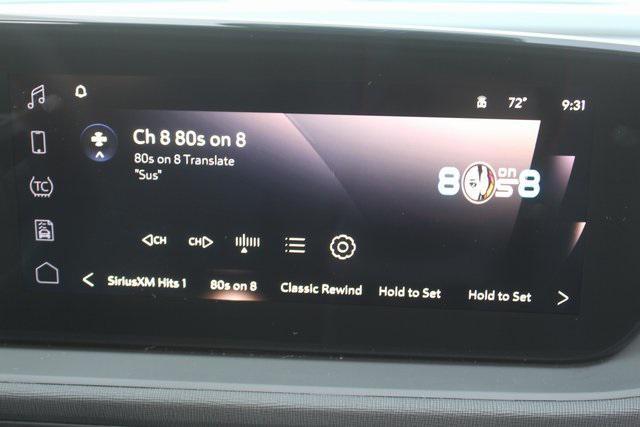 72° 9:31
Ch 8 80s on 8
80s on 8 Translate
"Sus"
80s on 8
CH CH
TC
SiriusXM Hits 1 80s on 8 Classic Rewind Hold to Set Hold to Set